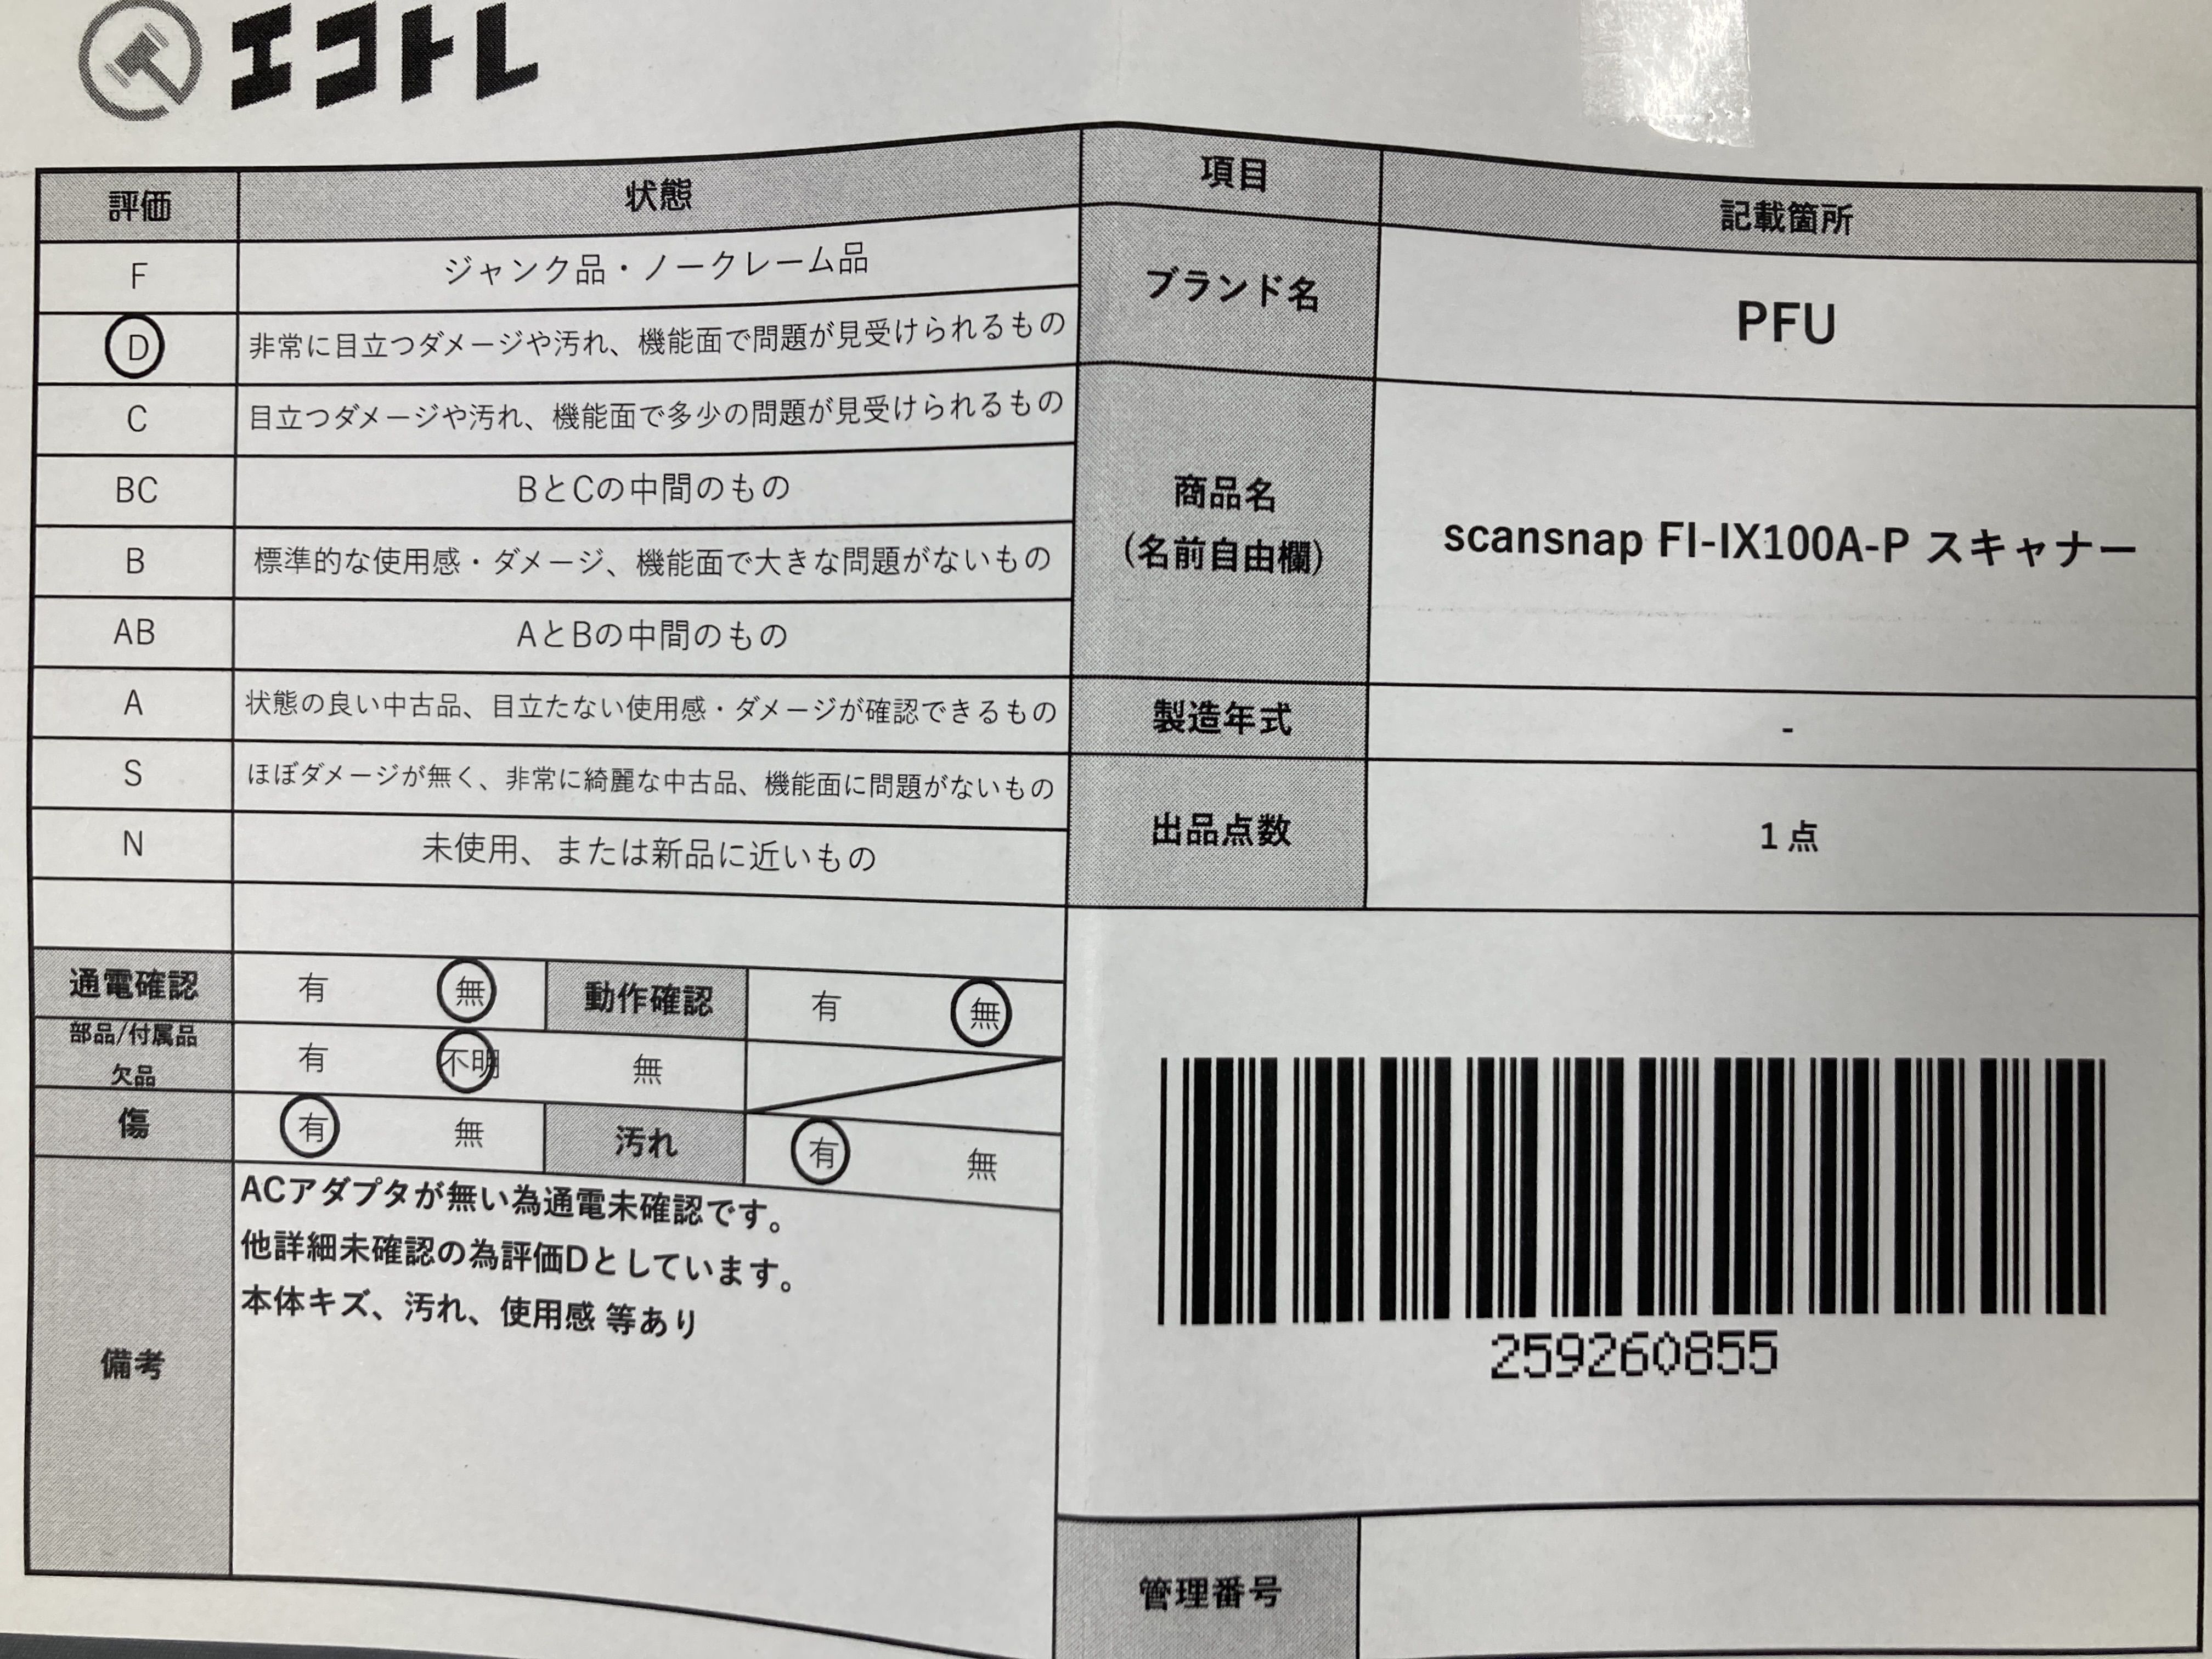 エコトレ
評価 状態
F ジャンク品・ノークレーム品
D 非常に目立つダメージや汚れ、機能面で問題が見受けられるもの
C 目立つダメージや汚れ、機能面で多少の問題が見受けられるもの
BC BとCの中間のもの
B 標準的な使用感・ダメージ、機能面で大きな問題がないもの
AB AとBの中間のもの
A 状態の良い中古品、目立たない使用感・ダメージが確認できるもの
S ほぼダメージが無く、非常に綺麗な中古品、機能面に問題がないもの
N 未使用、または新品に近いもの
通電確認 有 無 動作確認 有 無
部品/付属品
欠品 有 不明 無
傷 有 無 汚れ 有 無
備考
ACアダプタが無い為通電未確認です。
他詳細未確認の為評価Dとしています。
本体キズ、汚れ、使用感 等あり
項目 記載箇所
ブランド名 PFU
商品名
(名前自由欄)
scansnap FI-IX100A-P スキャナー
製造年式 -
出品点数 1点
259260855
管理番号